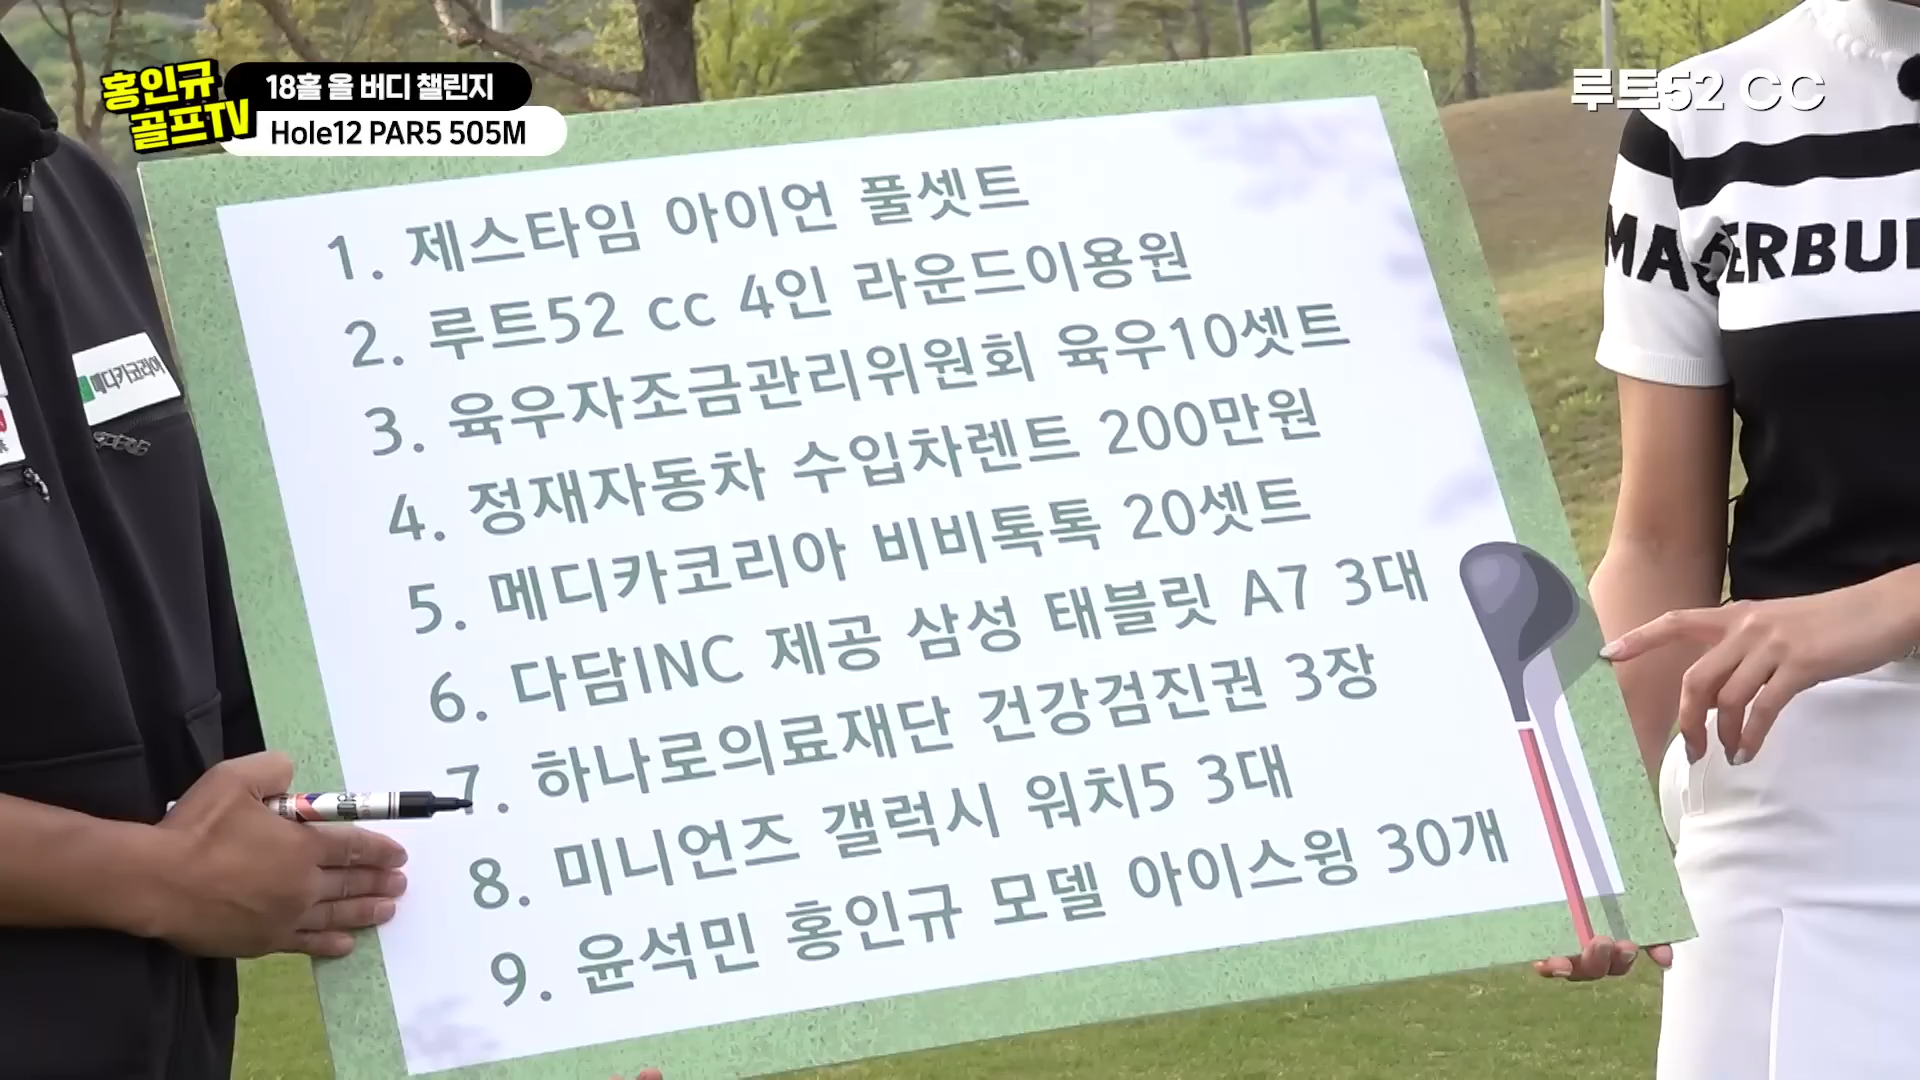 홍인규
골프TV
18홀 올 버디 챌린지
Hole12 PAR5 505M
루트52 CC
1. 제스타임 아이언 풀셋트
2. 루트52 cc 4인 라운드이용원
3. 육우자조금관리위원회 육우10셋트
4. 정재자동차 수입차렌트 200만원
5. 메디카코리아 비비톡톡 20셋트
6. 다담INC 제공 삼성 태블릿 A7 3대
7. 하나로의료재단 건강검진권 3장
8. 미니언즈 갤럭시 워치5 3대
9. 윤석민 홍인규 모델 아이스윙 30개
메디카코리아